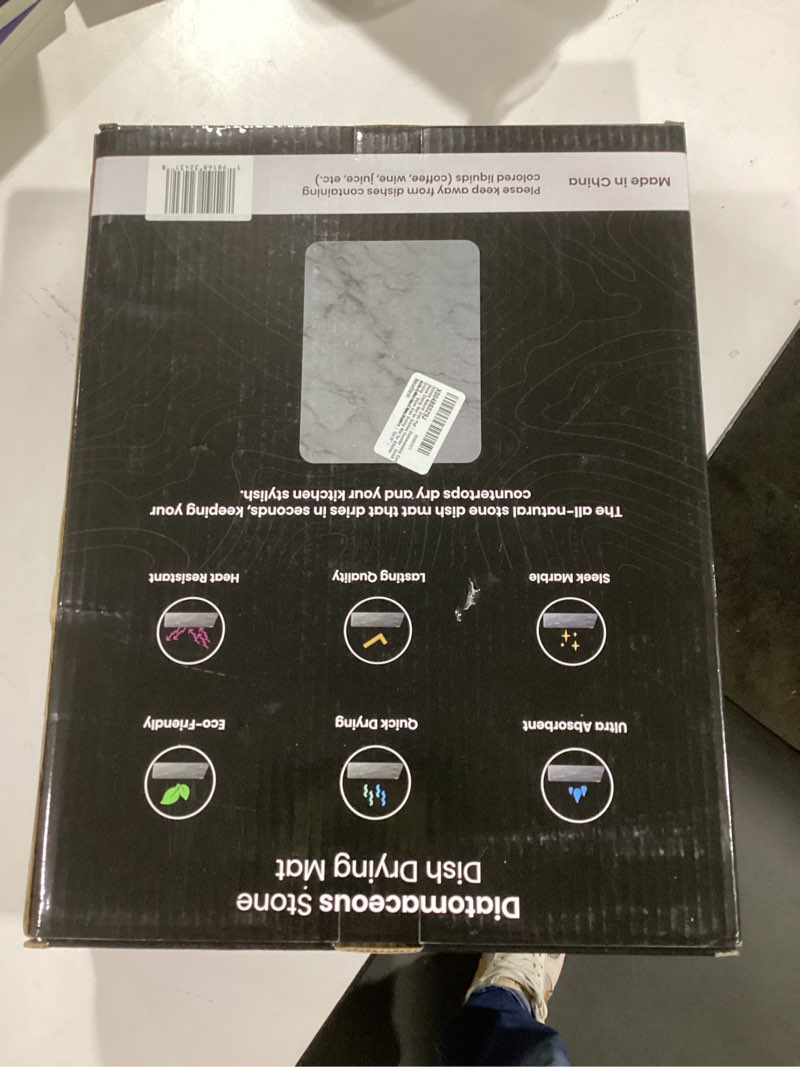 Diatomaceous Stone
Dish Drying Mat
Ultra Absorbent
Quick Drying
Eco-Friendly
Sleek Marble
Lasting Quality
Heat Resistant
The all-natural stone dish mat that dries in seconds, keeping your
countertops dry and your kitchen stylish.
Made in China
Please keep away from dishes containing
colored liquids (coffee, wine, juice, etc.)